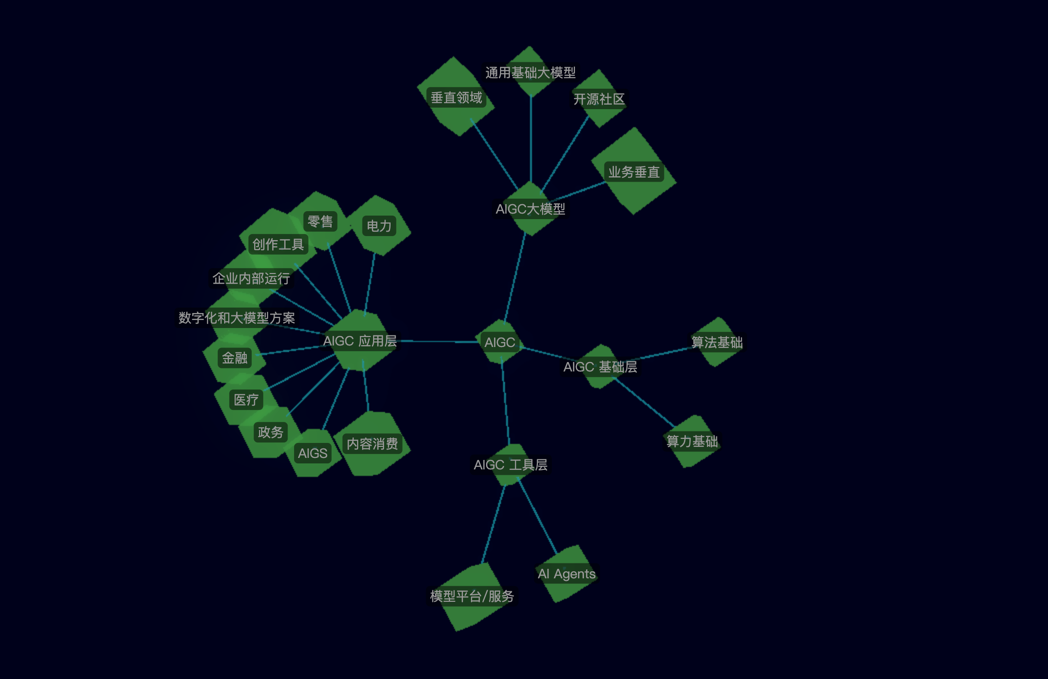 通用基础大模型
垂直领域
开源社区
业务垂直
AIGC大模型
零售
电力
创作工具
企业内部运行
数字化和大模型方案
AIGC 应用层
AIGC
算法基础
金融
AIGC 基础层
医疗
政务
内容消费
算力基础
AIGS
AIGC 工具层
AI Agents
模型平台/服务